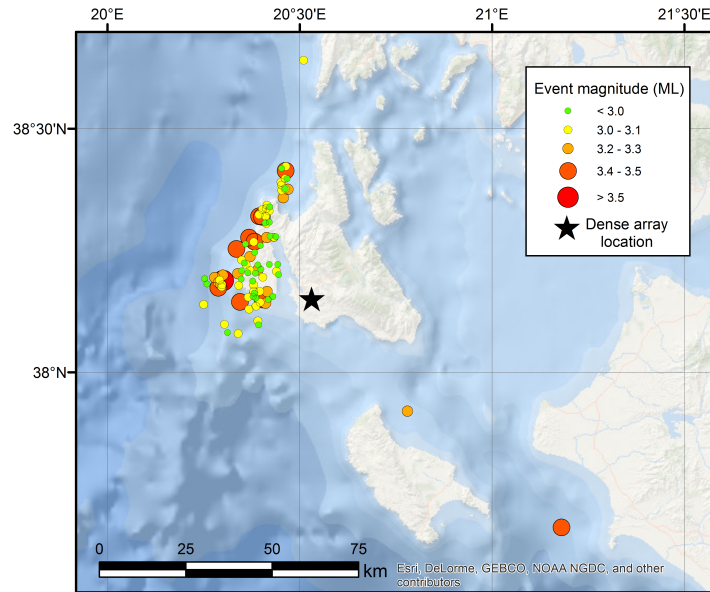 20°E
20°30'E
21°E
21°30'E
38°30'N
38°N
Event magnitude (ML)
< 3.0
3.0 - 3.1
3.2 - 3.3
3.4 - 3.5
> 3.5
Dense array
location
0 25 50 75
km
Esri, DeLorme, GEBCO, NOAA NGDC, and other
contributors